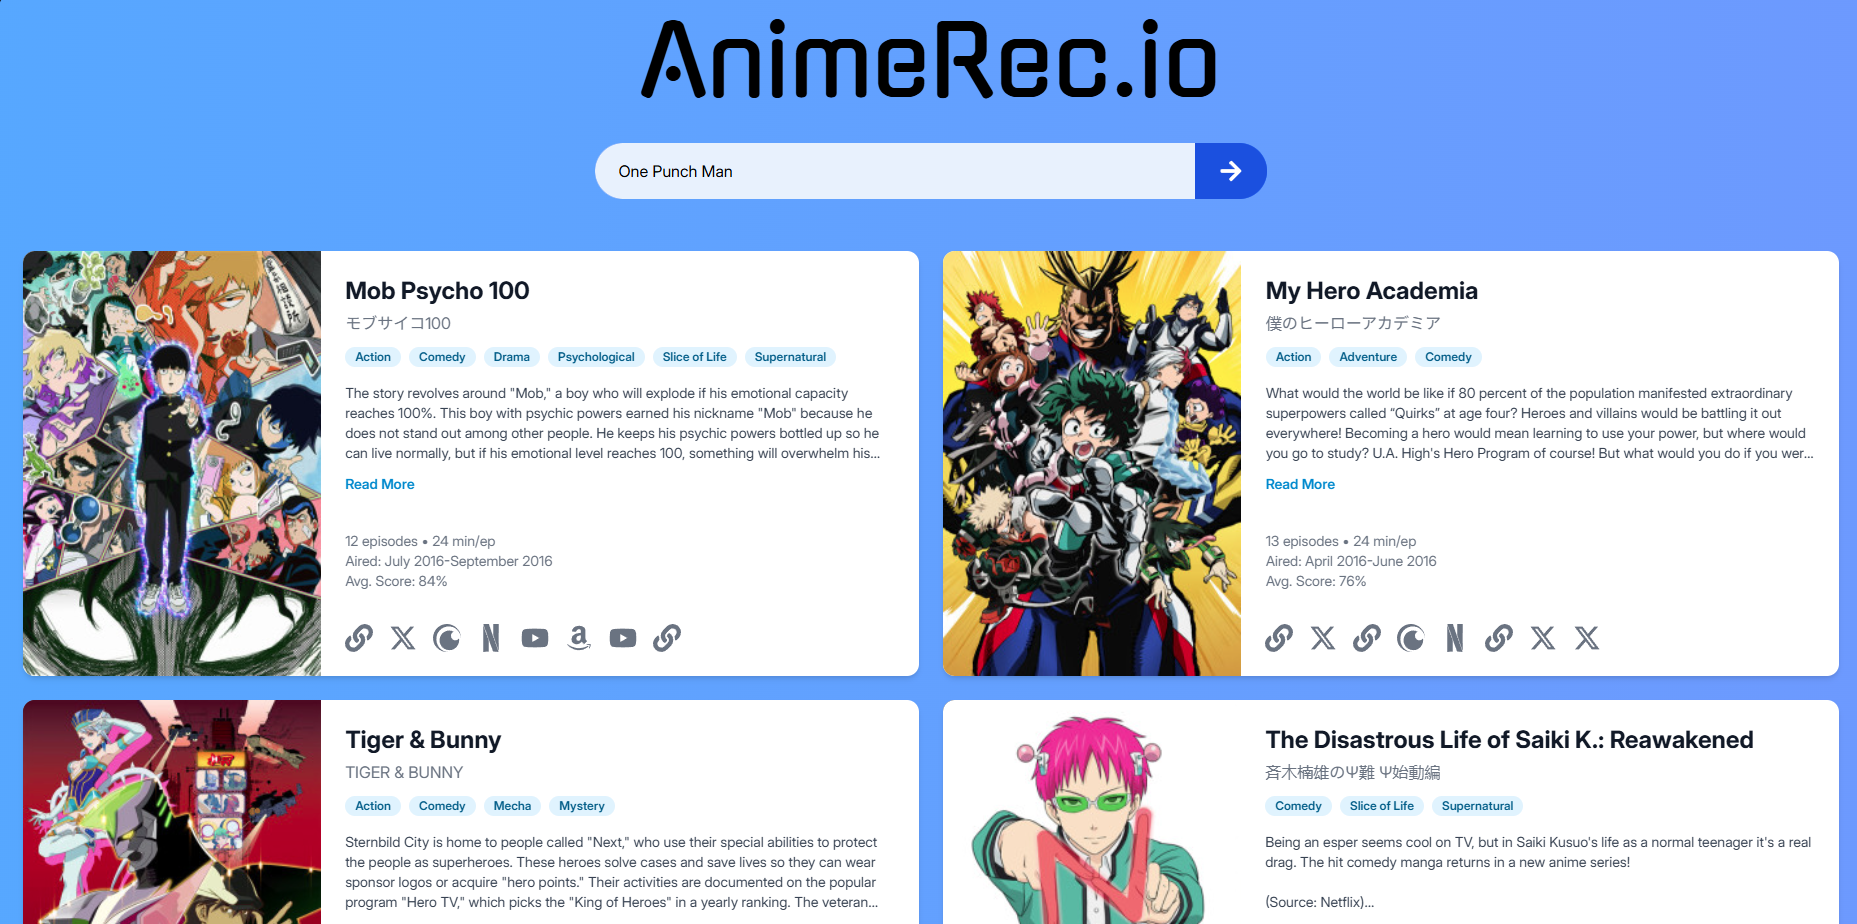 AnimeRec.io
One Punch Man
Mob Psycho 100
モブサイコ100
Action Comedy Drama Psychological Slice of Life Supernatural
The story revolves around "Mob," a boy who will explode if his emotional capacity
reaches 100%. This boy with psychic powers earned his nickname "Mob" because he
does not stand out among other people. He keeps his psychic powers bottled up so he
can live normally, but if his emotional level reaches 100, something will overwhelm his...
Read More
12 episodes • 24 min/ep
Aired: July 2016-September 2016
Avg. Score: 84%
My Hero Academia
僕のヒーローアカデミア
Action Adventure Comedy
What would the world be like if 80 percent of the population manifested extraordinary
superpowers called “Quirks” at age four? Heroes and villains would be battling it out
everywhere! Becoming a hero would mean learning to use your power, but where would
you go to study? U.A. High's Hero Program of course! But what would you do if you wer...
Read More
13 episodes • 24 min/ep
Aired: April 2016-June 2016
Avg. Score: 76%
Tiger & Bunny
TIGER & BUNNY
Action Comedy Mecha Mystery
Sternbild City is home to people called "Next," who use their special abilities to protect
the people as superheroes. These heroes solve cases and save lives so they can wear
sponsor logos or acquire "hero points." Their activities are documented on the popular
program "Hero TV," which picks the "King of Heroes" in a yearly ranking. The veteran...
The Disastrous Life of Saiki K.: Reawakened
斉木楠雄のΨ難 Ψ始動編
Comedy Slice of Life Supernatural
Being an esper seems cool on TV, but in Saiki Kusuo's life as a normal teenager it's a real
drag. The hit comedy manga returns in a new anime series!
(Source: Netflix)...